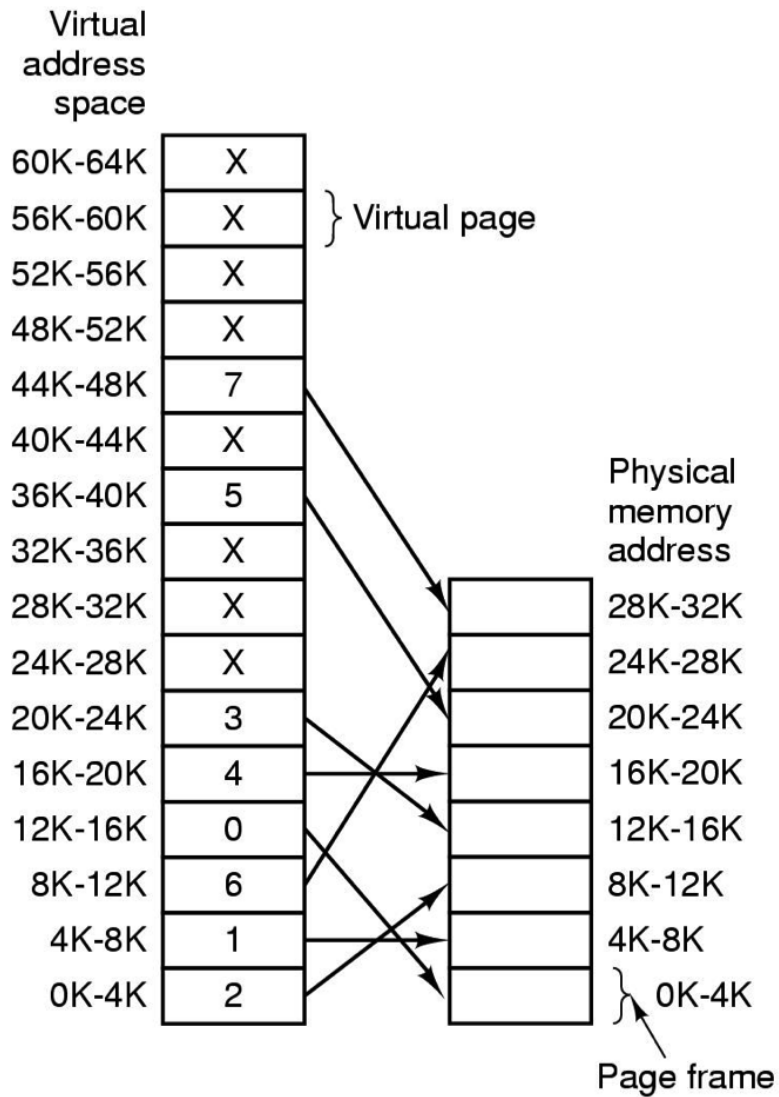 Virtual
address
space
60K-64K X
56K-60K X Virtual page
52K-56K X
48K-52K X
44K-48K 7
40K-44K X
36K-40K 5
32K-36K X
28K-32K X
24K-28K X
20K-24K 3
16K-20K 4
12K-16K 0
8K-12K 6
4K-8K 1
0K-4K 2
Physical
memory
address
28K-32K
24K-28K
20K-24K
16K-20K
12K-16K
8K-12K
4K-8K
0K-4K
Page frame